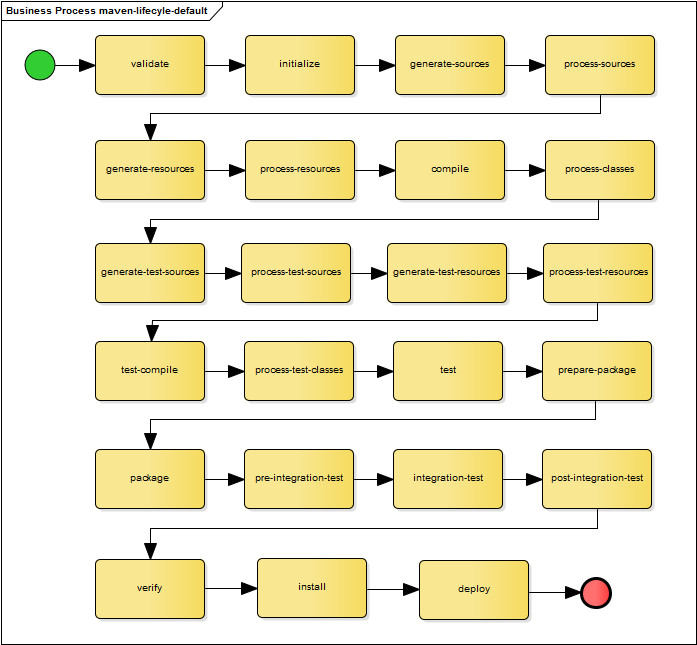 Business Process maven-lifecyle-default
validate
initialize
generate-sources
process-sources
generate-resources
process-resources
compile
process-classes
generate-test-sources
process-test-sources
generate-test-resources
process-test-resources
test-compile
process-test-classes
test
prepare-package
package
pre-integration-test
integration-test
post-integration-test
verify
install
deploy